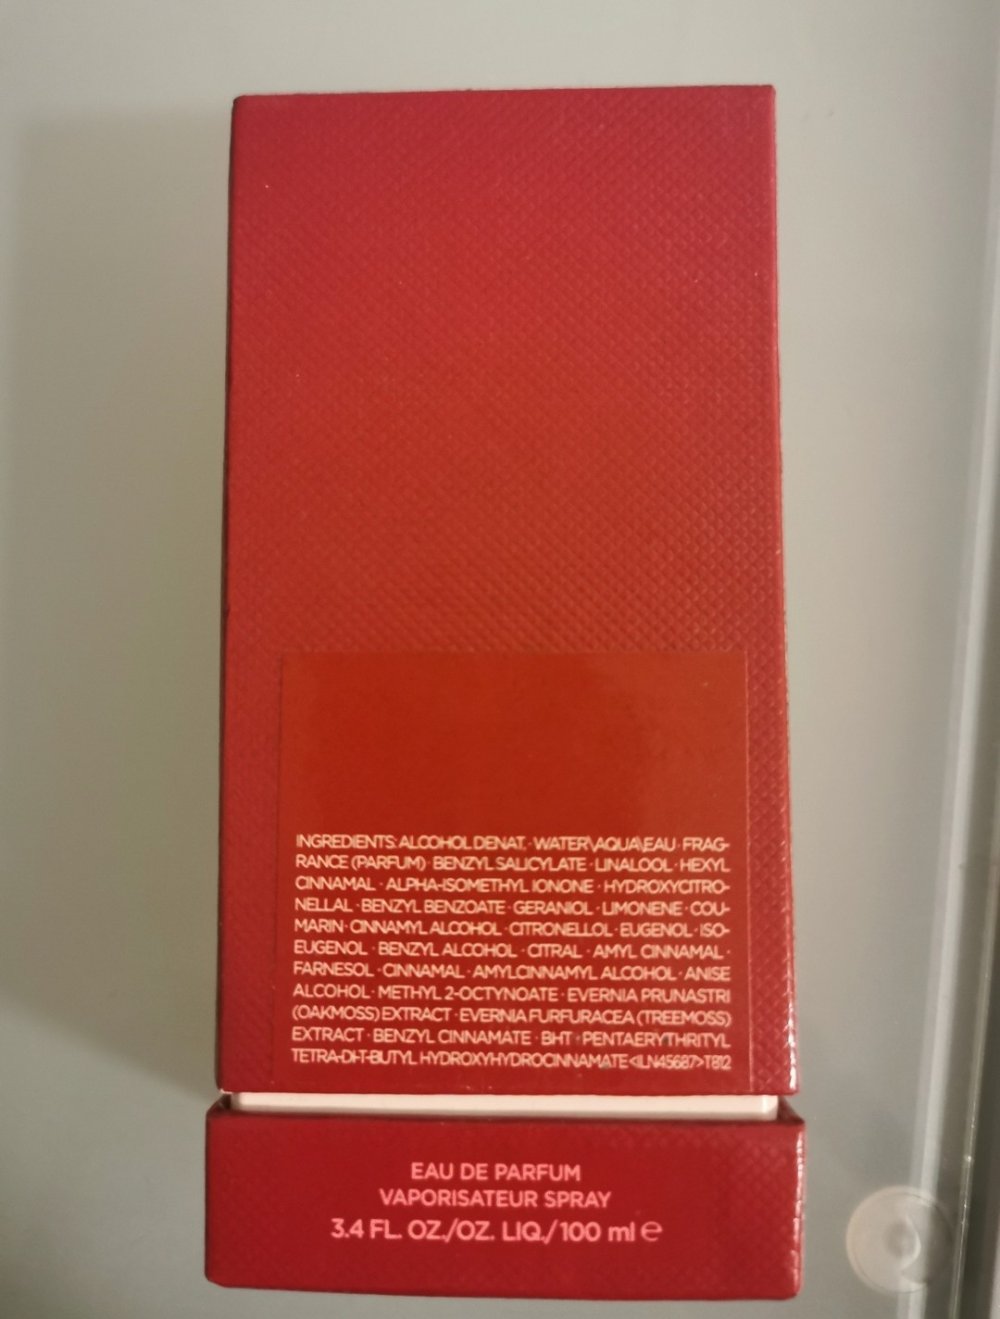 INGREDIENTS: ALCOHOL DENAT. · WATER\AQUA\EAU · FRAG-
RANCE (PARFUM) · BENZYL SALICYLATE · LINALOOL · HEXYL
CINNAMAL · ALPHA-ISOMETHYL IONONE · HYDROXYCITRO-
NELLAL · BENZYL BENZOATE · GERANIOL · LIMONENE · COU-
MARIN · CINNAMYL ALCOHOL · CITRONELLOL · EUGENOL · ISO-
EUGENOL · BENZYL ALCOHOL · CITRAL · AMYL CINNAMAL ·
FARNESOL · CINNAMAL · AMYLCINNAMYL ALCOHOL · ANISE
ALCOHOL · METHYL 2-OCTYNOATE · EVERNIA PRUNASTRI
(OAKMOSS) EXTRACT · EVERNIA FURFURACEA (TREEMOSS)
EXTRACT · BENZYL CINNAMATE · BHT · PENTAERYTHRITYL
TETRA-DI-T-BUTYL HYDROXYHYDROCINNAMATE <ILN45687> T812
EAU DE PARFUM
VAPORISATEUR SPRAY
3.4 FL. OZ./OZ. LIQ./100 ml ℮